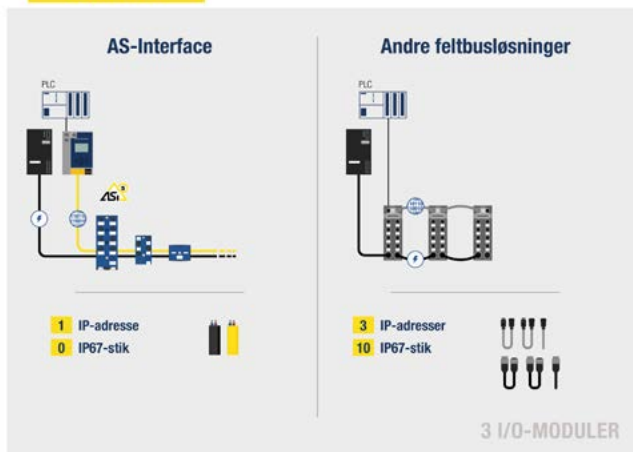 AS-Interface
PLC
ASi
1 IP-adresse
0 IP67-stik
Andre feltbusløsninger
PLC
3 IP-adresser
10 IP67-stik
3 I/O-MODULER